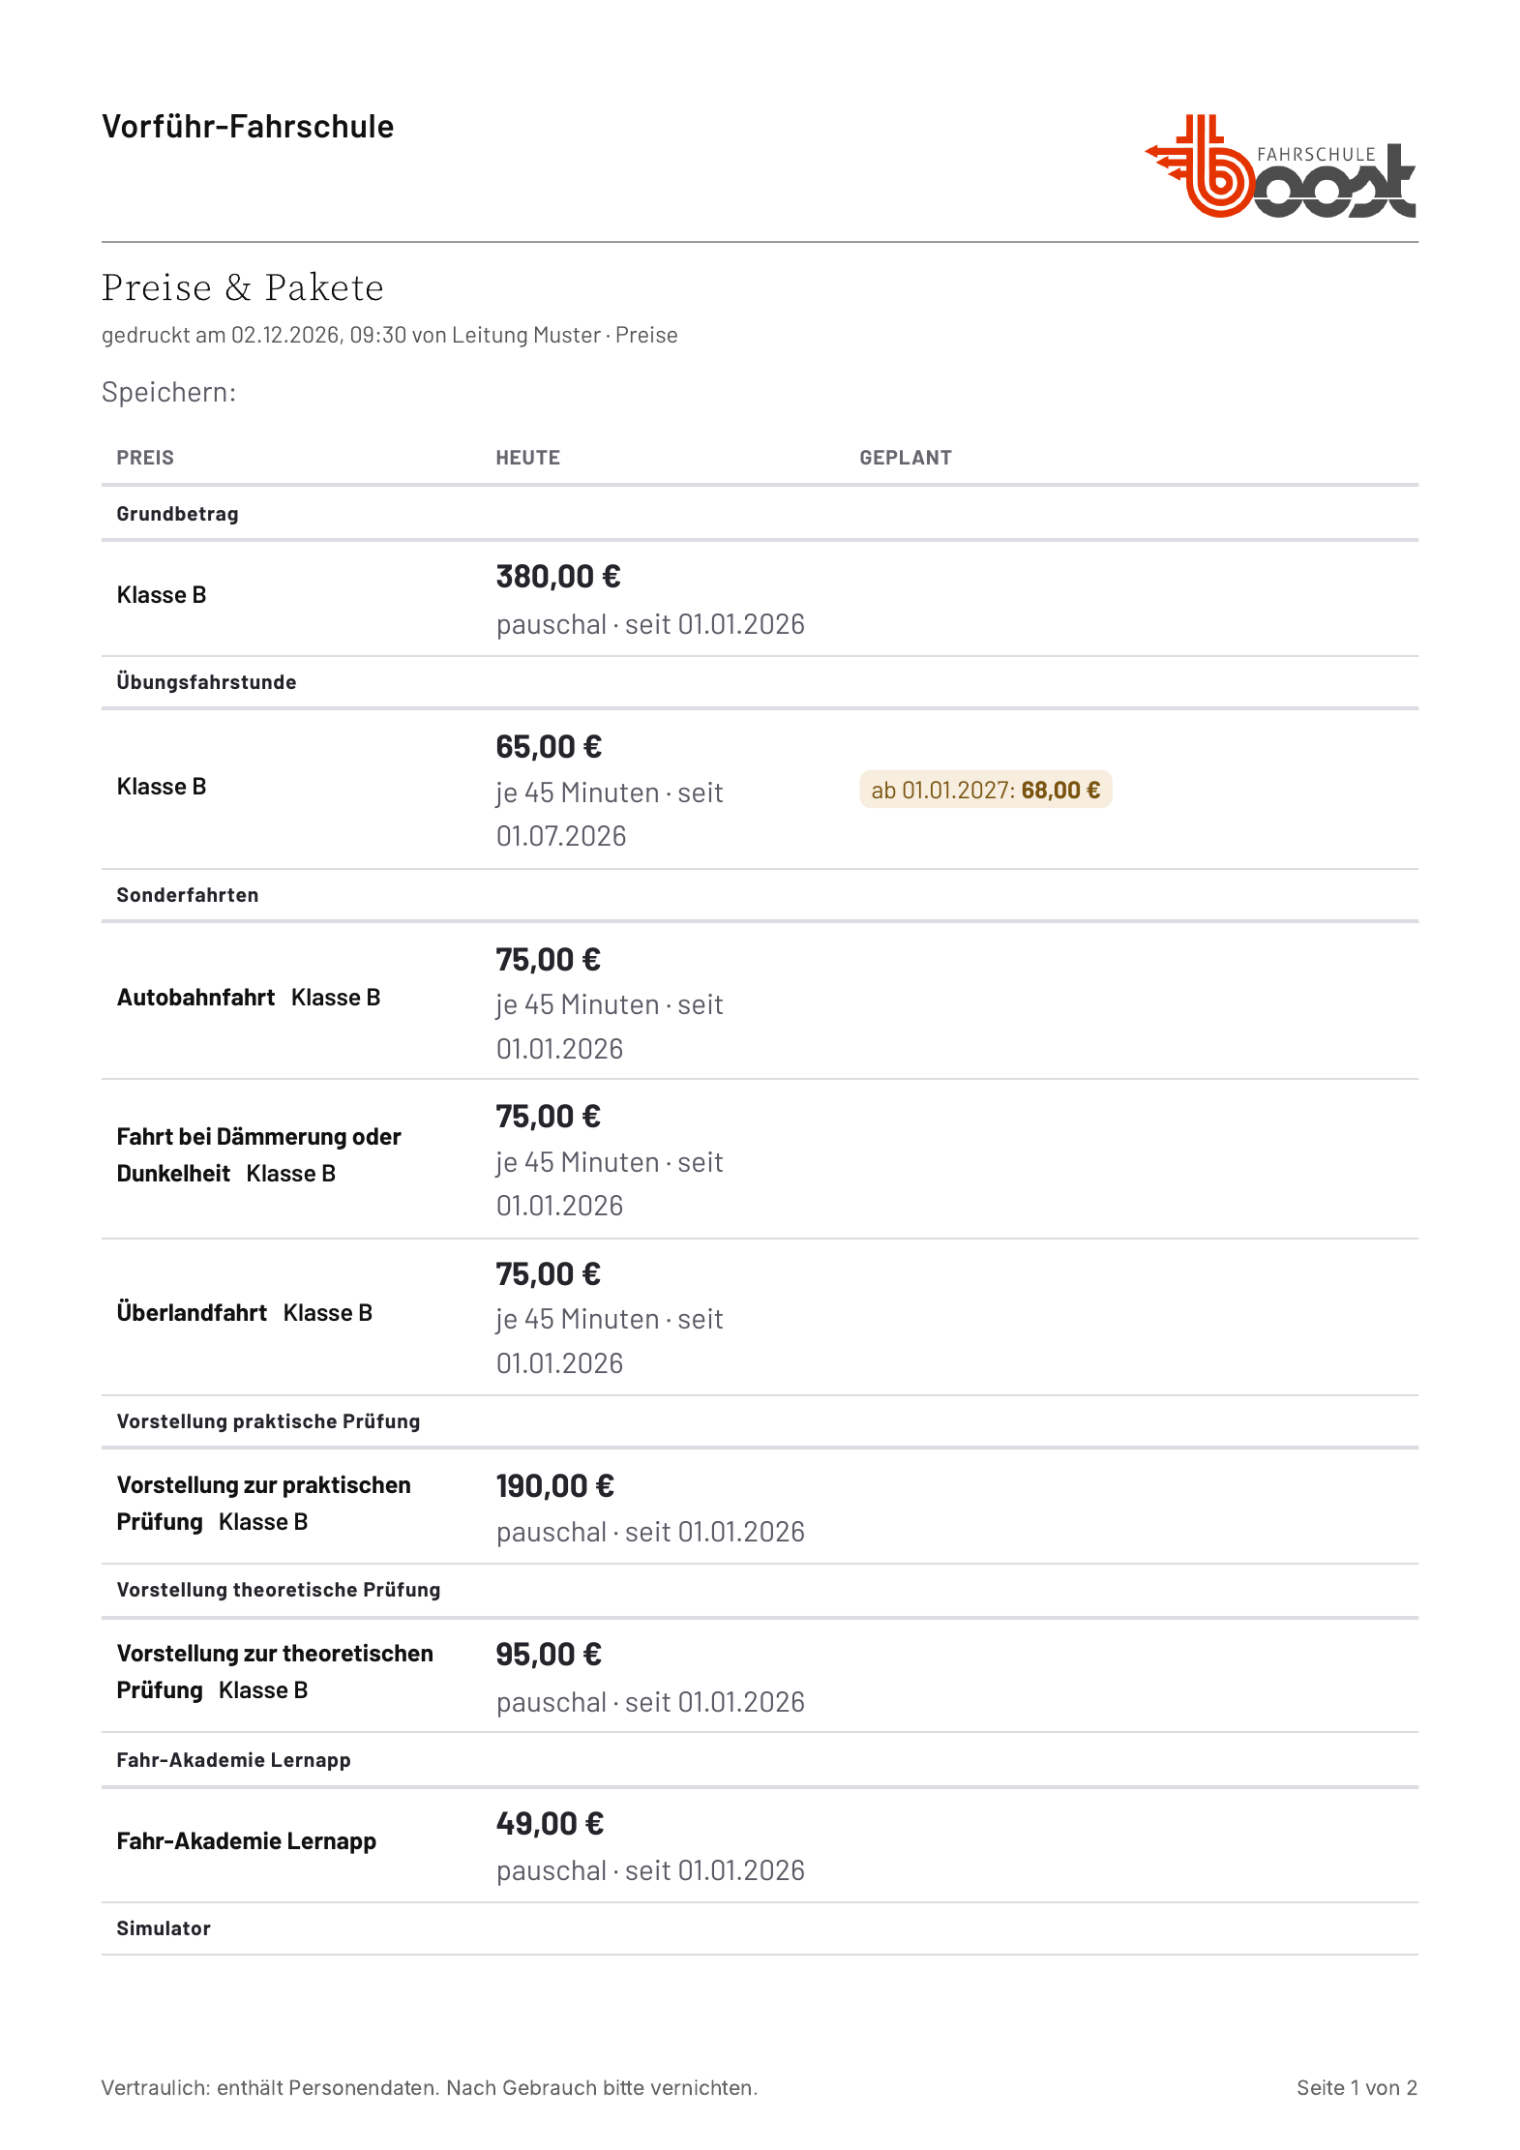 Vorführ-Fahrschule
FAHRSCHULE
boost
Preise & Pakete
gedruckt am 02.12.2026, 09:30 von Leitung Muster · Preise
Speichern:
PREIS HEUTE GEPLANT
Grundbetrag
Klasse B
380,00 €
pauschal · seit 01.01.2026
Übungsfahrstunde
Klasse B
65,00 €
je 45 Minuten · seit
01.07.2026
ab 01.01.2027: 68,00 €
Sonderfahrten
Autobahnfahrt Klasse B
75,00 €
je 45 Minuten · seit
01.01.2026
Fahrt bei Dämmerung oder
Dunkelheit Klasse B
75,00 €
je 45 Minuten · seit
01.01.2026
Überlandfahrt Klasse B
75,00 €
je 45 Minuten · seit
01.01.2026
Vorstellung praktische Prüfung
Vorstellung zur praktischen
Prüfung Klasse B
190,00 €
pauschal · seit 01.01.2026
Vorstellung theoretische Prüfung
Vorstellung zur theoretischen
Prüfung Klasse B
95,00 €
pauschal · seit 01.01.2026
Fahr-Akademie Lernapp
Fahr-Akademie Lernapp
49,00 €
pauschal · seit 01.01.2026
Simulator
Vertraulich: enthält Personendaten. Nach Gebrauch bitte vernichten.
Seite 1 von 2